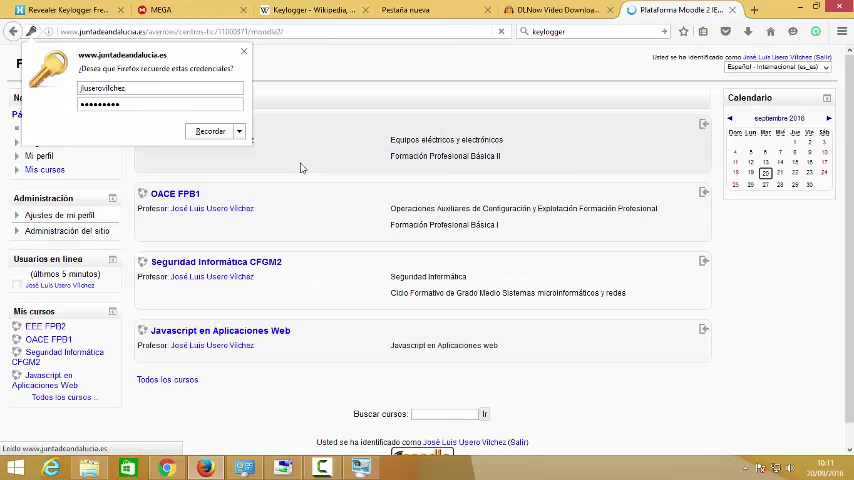 Revealer Keylogger Fre...
MEGA
Keylogger - Wikipedia, ...
Pestaña nueva
DLNow Video Downloa...
Plataforma Moodle 2 IE...
www.juntadeandalucia.es/averroes/centros-tic/11000371/moodle2/
keylogger
Usted se ha identificado como José Luis Usero Vílchez (Salir)
Español - Internacional (es_es)
www.juntadeandalucia.es
¿Desea que Firefox recuerde estas credenciales?
jluserovilchez
•••••••••
Recordar
Mi perfil
Mis cursos
Administración
Ajustes de mi perfil
Administración del sitio
Usuarios en línea
(últimos 5 minutos)
José Luis Usero Vílchez
Mis cursos
EEE FPB2
OACE FPB1
Seguridad Informática
CFGM2
Javascript en
Aplicaciones Web
Todos los cursos ...
Equipos eléctricos y electrónicos
Formación Profesional Básica II
OACE FPB1
Profesor: José Luis Usero Vílchez
Operaciones Auxiliares de Configuración y Explotación Formación Profesional
Formación Profesional Básica I
Seguridad Informática CFGM2
Profesor: José Luis Usero Vílchez
Seguridad Informática
Ciclo Formativo de Grado Medio Sistemas microinformáticos y redes
Javascript en Aplicaciones Web
Profesor: José Luis Usero Vílchez
Javascript en Aplicaciones web
Todos los cursos
Buscar cursos:
Ir
Usted se ha identificado como José Luis Usero Vílchez (Salir)
Calendario
septiembre 2016
Dom Lun Mar Mié Jue Vie Sáb
1 2 3
4 5 6 7 8 9 10
11 12 13 14 15 16 17
18 19 20 21 22 23 24
25 26 27 28 29 30
Leído www.juntadeandalucia.es
10:11
20/09/2016